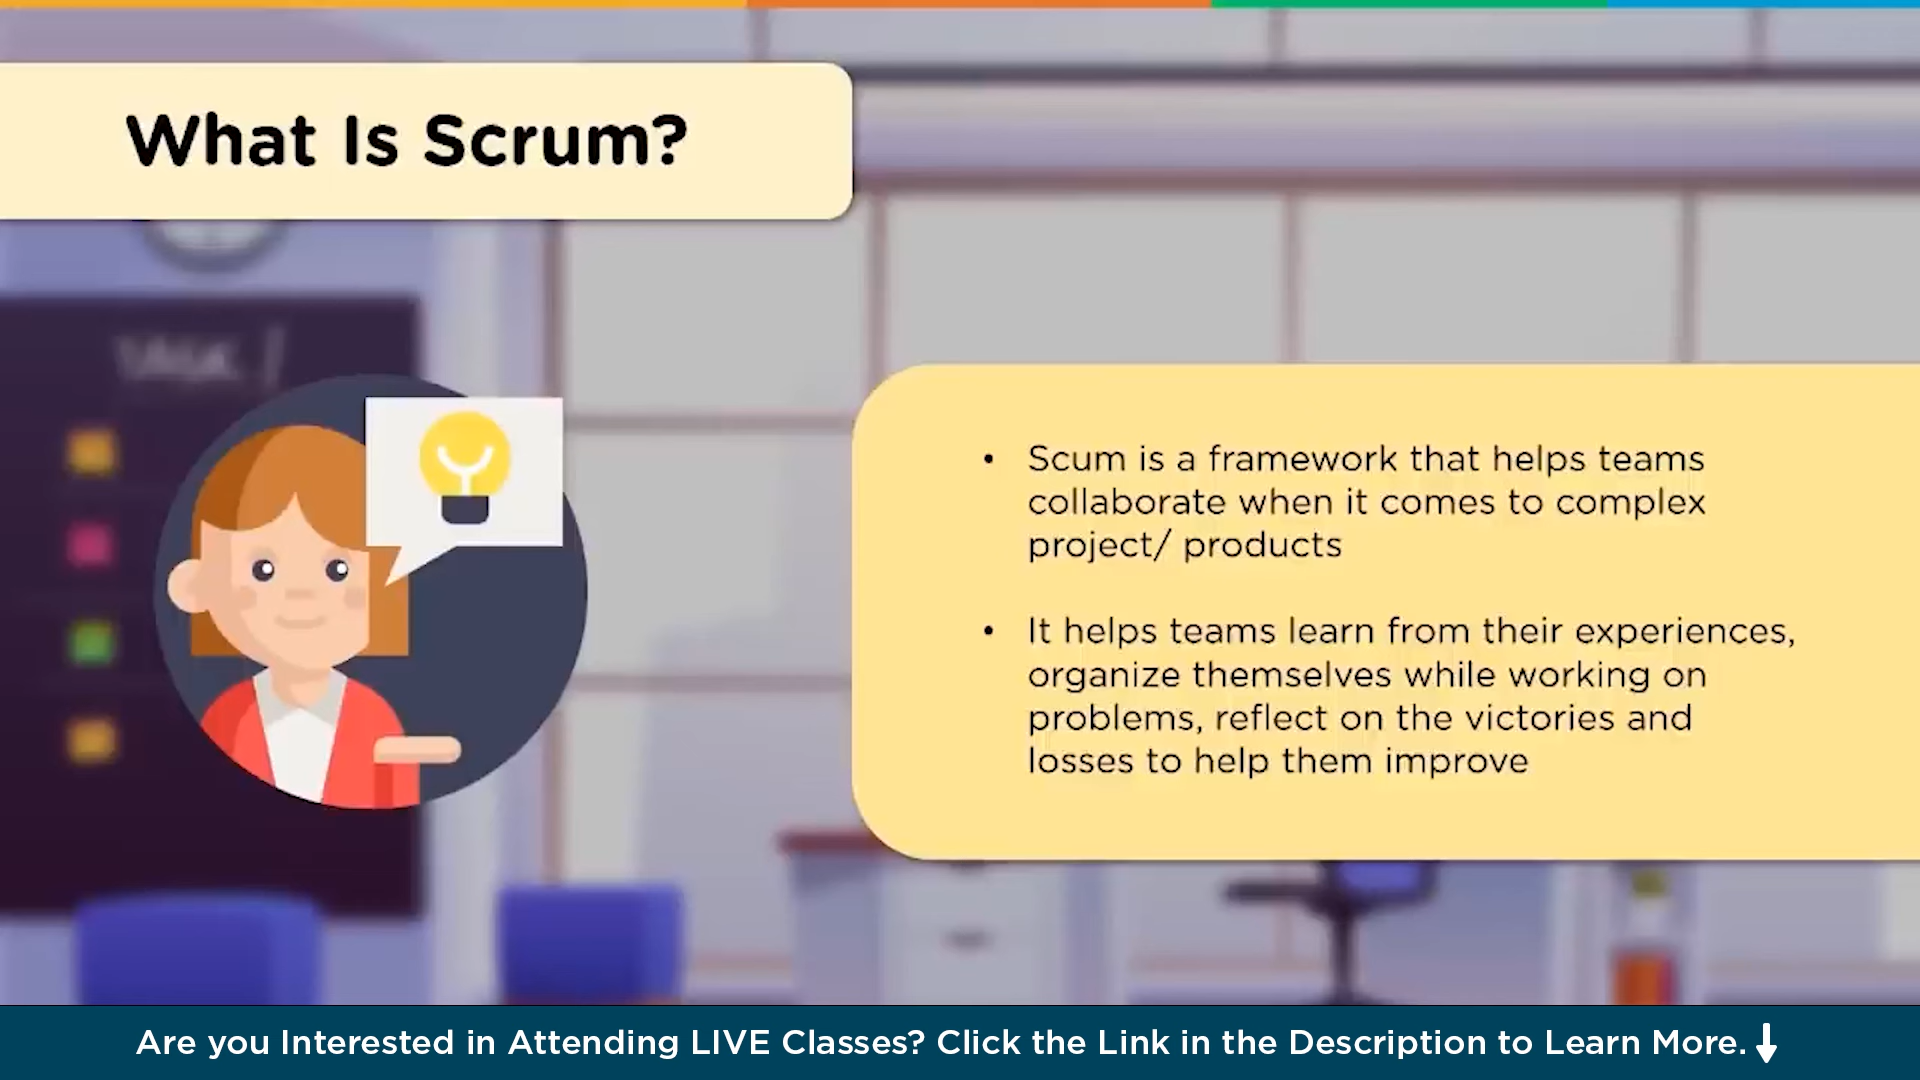 What Is Scrum?
TASK /
• Scum is a framework that helps teams
collaborate when it comes to complex
project/ products
• It helps teams learn from their experiences,
organize themselves while working on
problems, reflect on the victories and
losses to help them improve
Are you Interested in Attending LIVE Classes? Click the Link in the Description to Learn More.